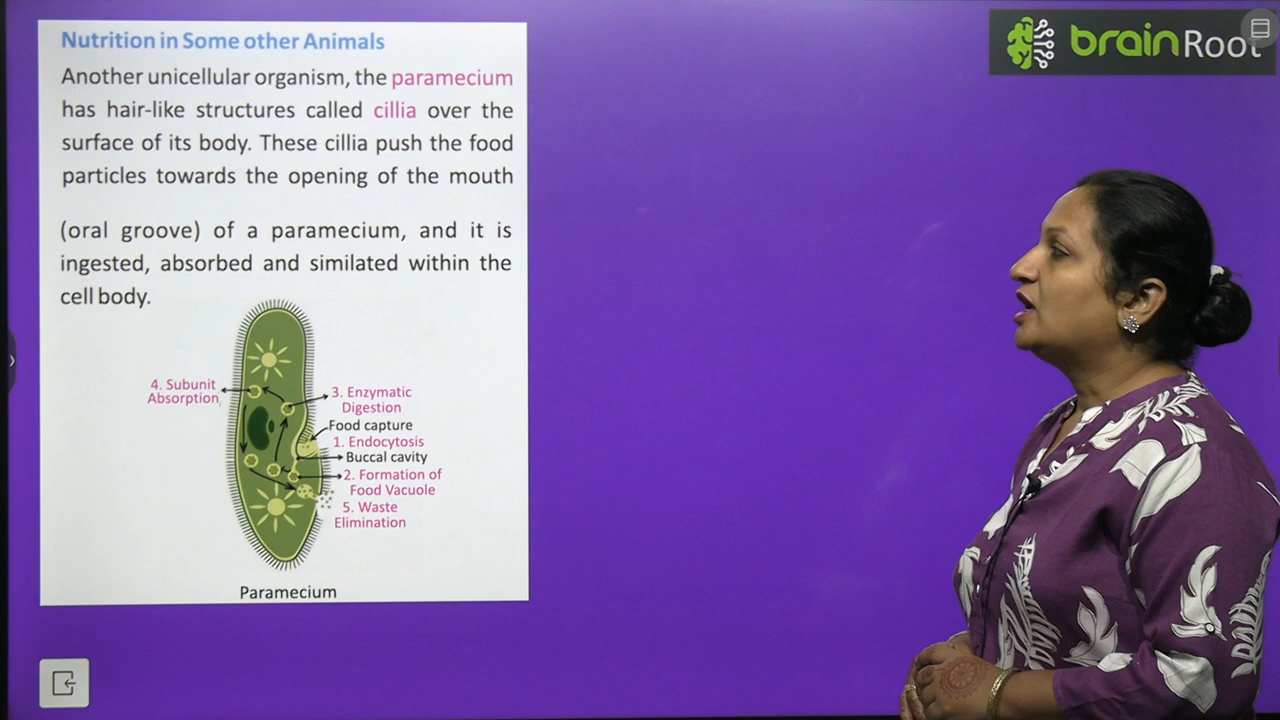 Nutrition in Some other Animals
Another unicellular organism, the paramecium
has hair-like structures called cillia over the
surface of its body. These cillia push the food
particles towards the opening of the mouth
(oral groove) of a paramecium, and it is
ingested, absorbed and similated within the
cell body.
4. Subunit
Absorption
3. Enzymatic
Digestion
Food capture
1. Endocytosis
Buccal cavity
2. Formation of
Food Vacuole
5. Waste
Elimination
Paramecium
brainRoot